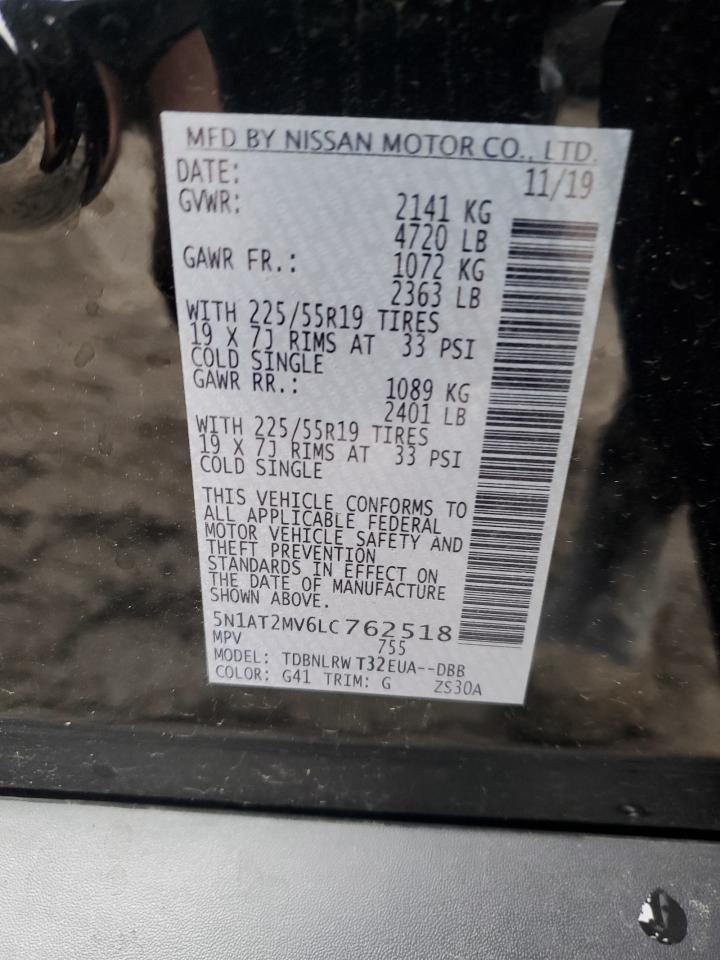 MFD BY NISSAN MOTOR CO., LTD.
DATE: 11/19
GVWR: 2141 KG
4720 LB
GAWR FR.: 1072 KG
2363 LB
WITH 225/55R19 TIRES
19 X 7J RIMS AT 33 PSI
COLD SINGLE
GAWR RR.: 1089 KG
2401 LB
WITH 225/55R19 TIRES
19 X 7J RIMS AT 33 PSI
COLD SINGLE
THIS VEHICLE CONFORMS TO
ALL APPLICABLE FEDERAL
MOTOR VEHICLE SAFETY AND
THEFT PREVENTION
STANDARDS IN EFFECT ON
THE DATE OF MANUFACTURE
SHOWN ABOVE.
5N1AT2MV6LC762518
MPV 755
MODEL: TDBNLRW T32EUA--DBB
COLOR: G41 TRIM: G ZS30A